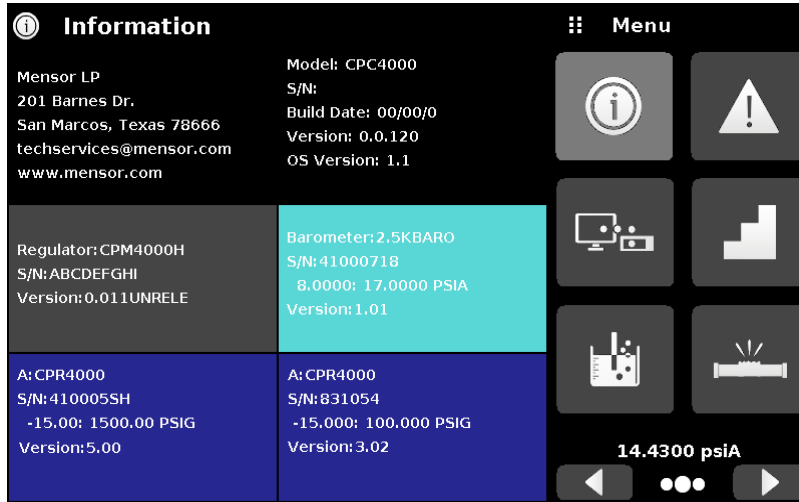 Information
Mensor LP
201 Barnes Dr.
San Marcos, Texas 78666
techservices@mensor.com
www.mensor.com
Model: CPC4000
S/N:
Build Date: 00/00/0
Version: 0.0.120
OS Version: 1.1
Regulator:CPM4000H
S/N:ABCDEFGHI
Version:0.011UNRELE
Barometer:2.5KBARO
S/N:41000718
8.0000: 17.0000 PSIA
Version:1.01
A:CPR4000
S/N:410005SH
-15.00: 1500.00 PSIG
Version:5.00
A:CPR4000
S/N:831054
-15.000: 100.000 PSIG
Version:3.02
Menu
14.4300 psiA